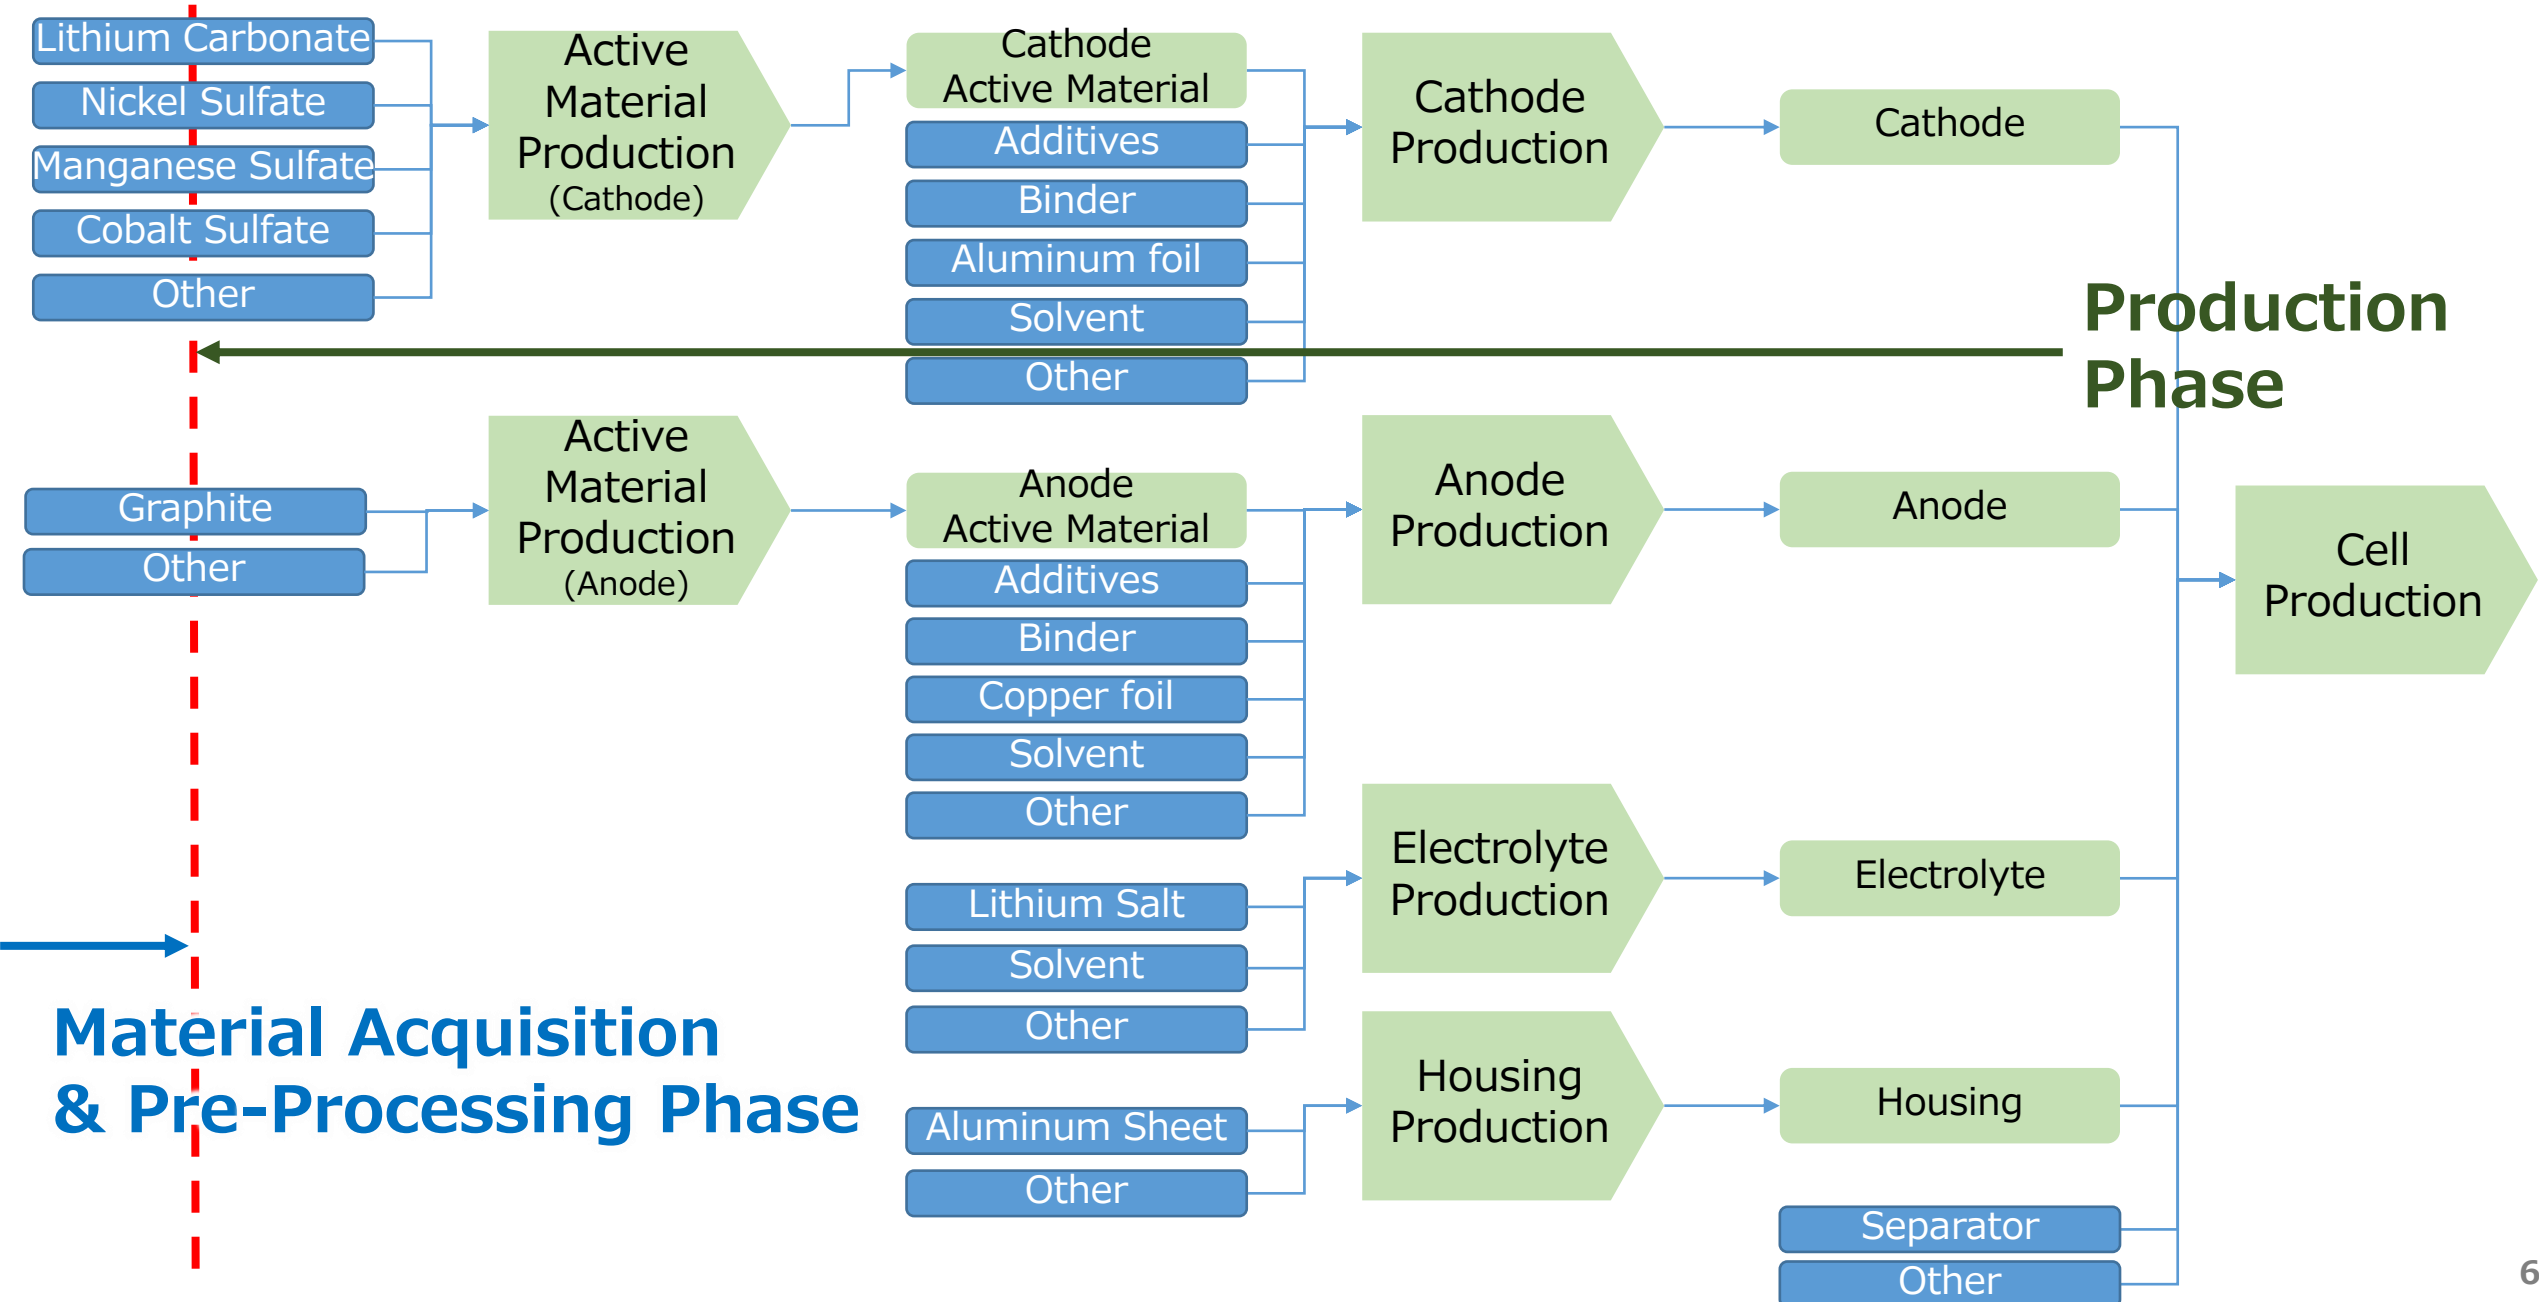 Lithium Carbonate
Nickel Sulfate
Manganese Sulfate
Cobalt Sulfate
Other
Active
Material
Production
(Cathode)
Cathode
Active Material
Additives
Binder
Aluminum foil
Solvent
Other
Cathode
Production
Cathode
Production
Phase
Graphite
Other
Active
Material
Production
(Anode)
Anode
Active Material
Additives
Binder
Copper foil
Solvent
Other
Anode
Production
Anode
Cell
Production
Lithium Salt
Solvent
Other
Electrolyte
Production
Electrolyte
Material Acquisition
& Pre-Processing Phase
Aluminum Sheet
Other
Housing
Production
Housing
Separator
Other
6